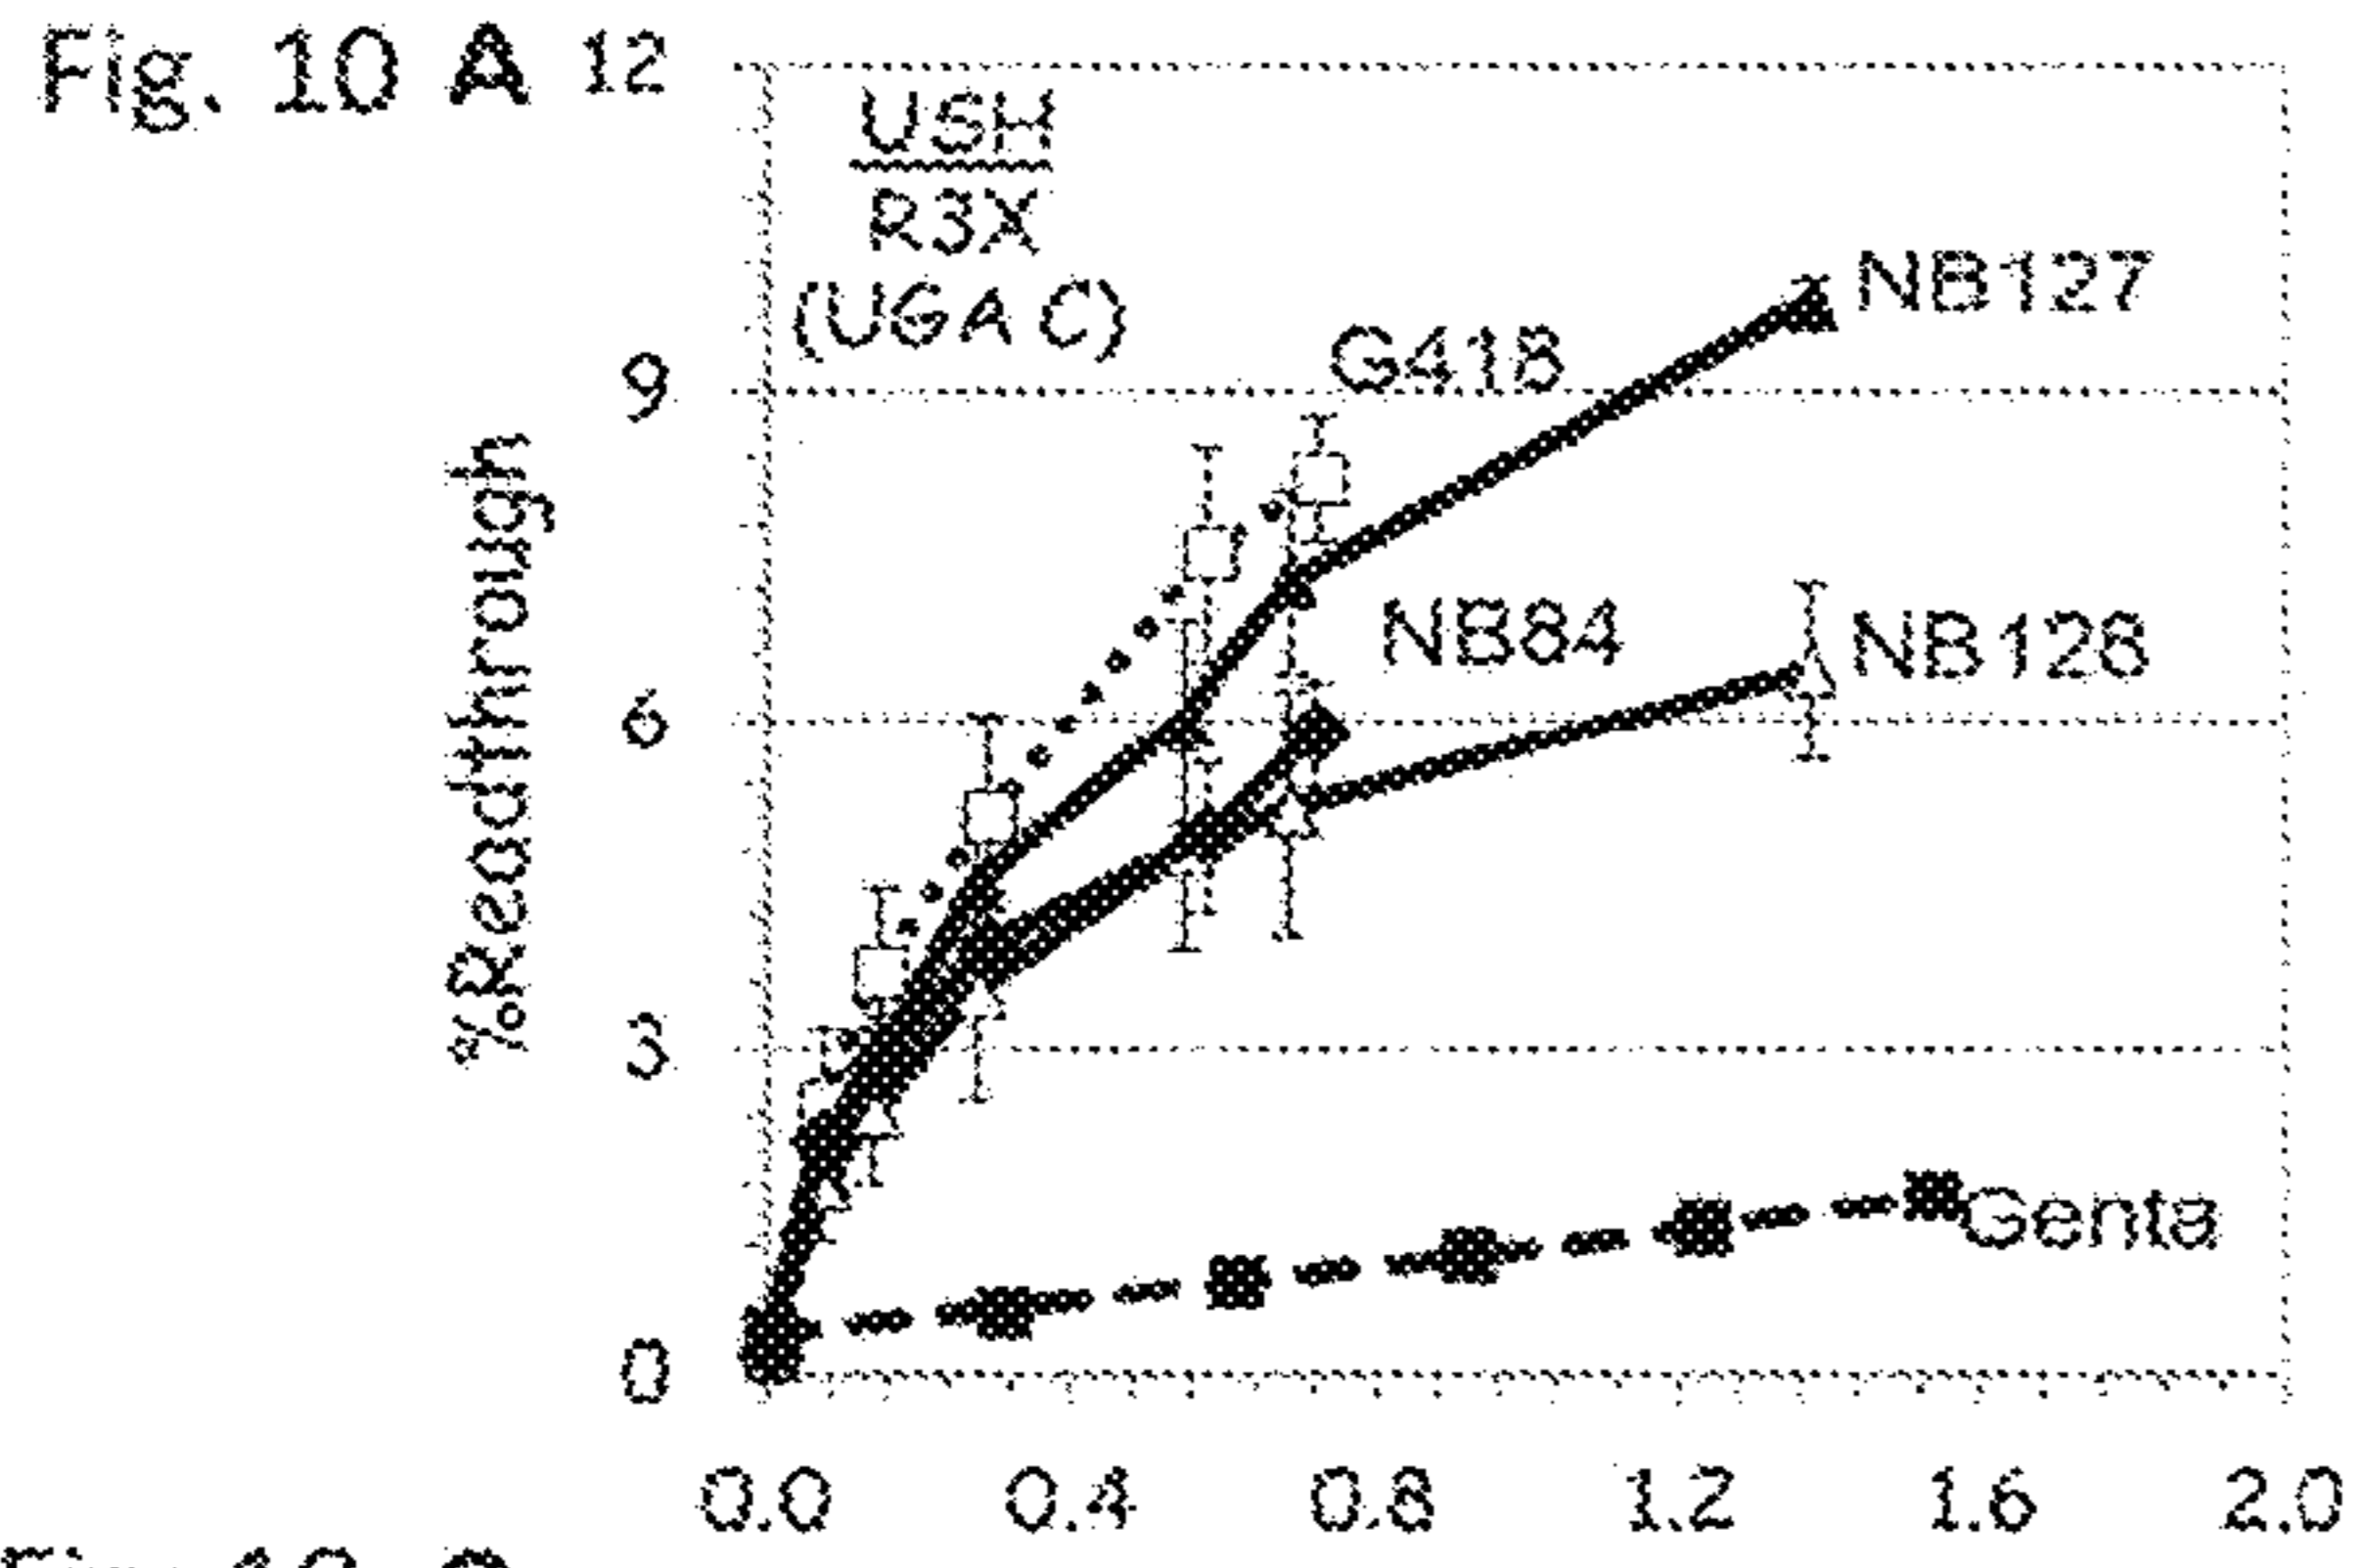 Fig. 10 A
12
USH
R3X
(UGA C)
NB127
G418
9
%Readthrough
NB84
NB126
6
3
Genta
0
0.0 0.4 0.8 1.2 1.6 2.0